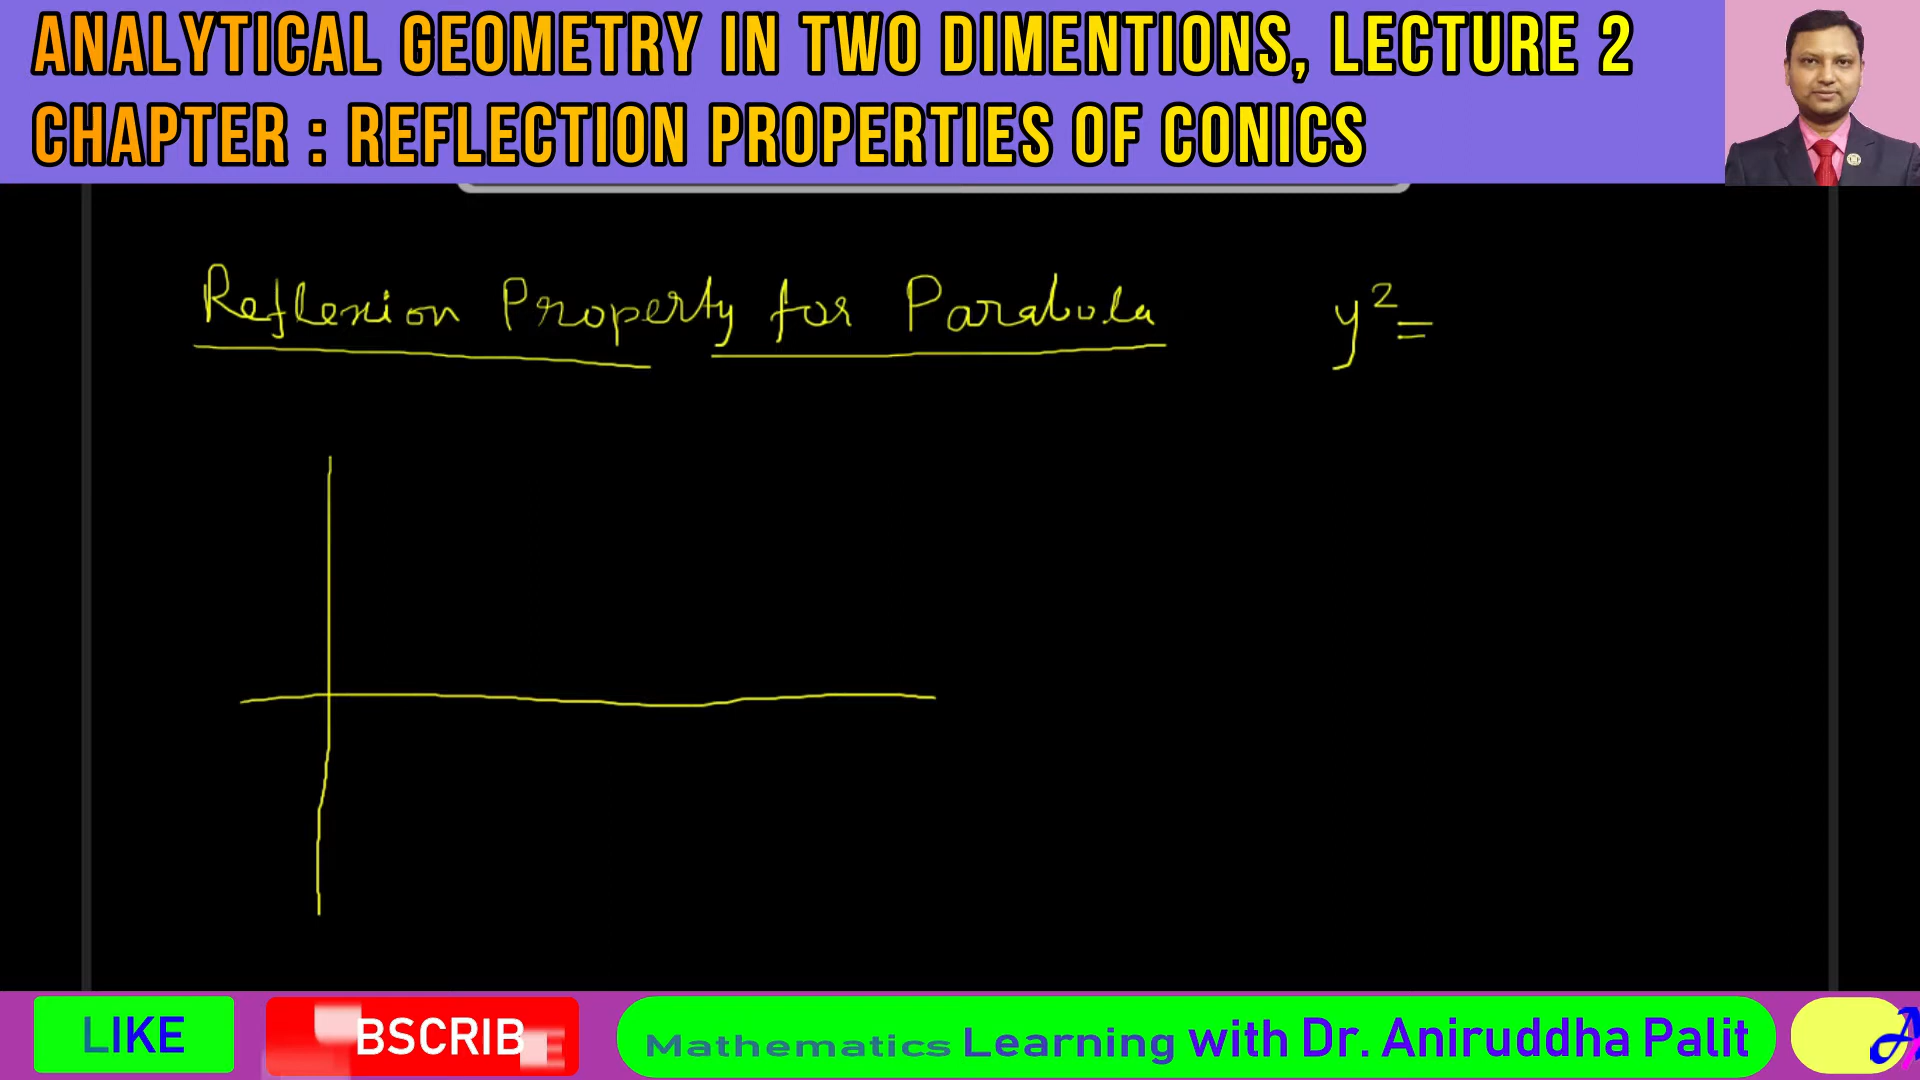 ANALYTICAL GEOMETRY IN TWO DIMENTIONS, LECTURE 2
CHAPTER : REFLECTION PROPERTIES OF CONICS
Reflexion Property for Parabola y²=
LIKE BSCRIB E Mathematics Learning with Dr. Aniruddha Palit A